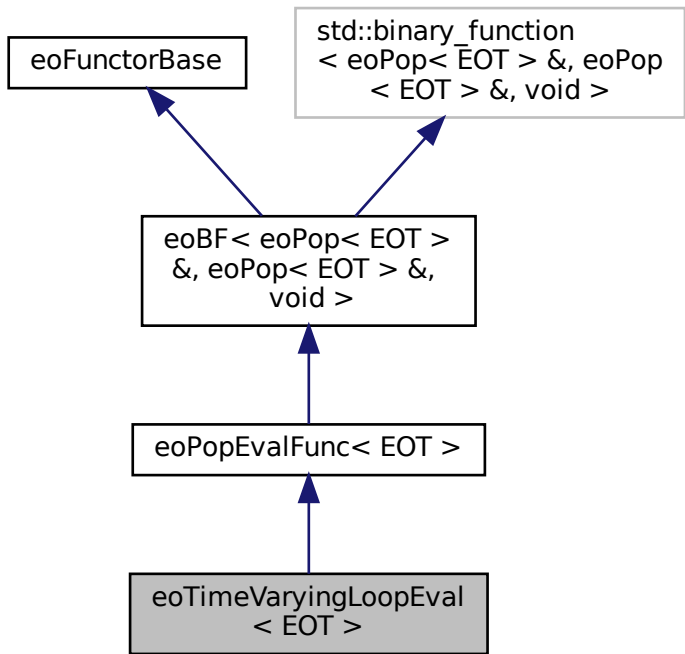 eoFunctorBase
std::binary_function
< eoPop< EOT > &, eoPop
< EOT > &, void >
eoBF< eoPop< EOT >
&, eoPop< EOT > &,
void >
eoPopEvalFunc< EOT >
eoTimeVaryingLoopEval
< EOT >